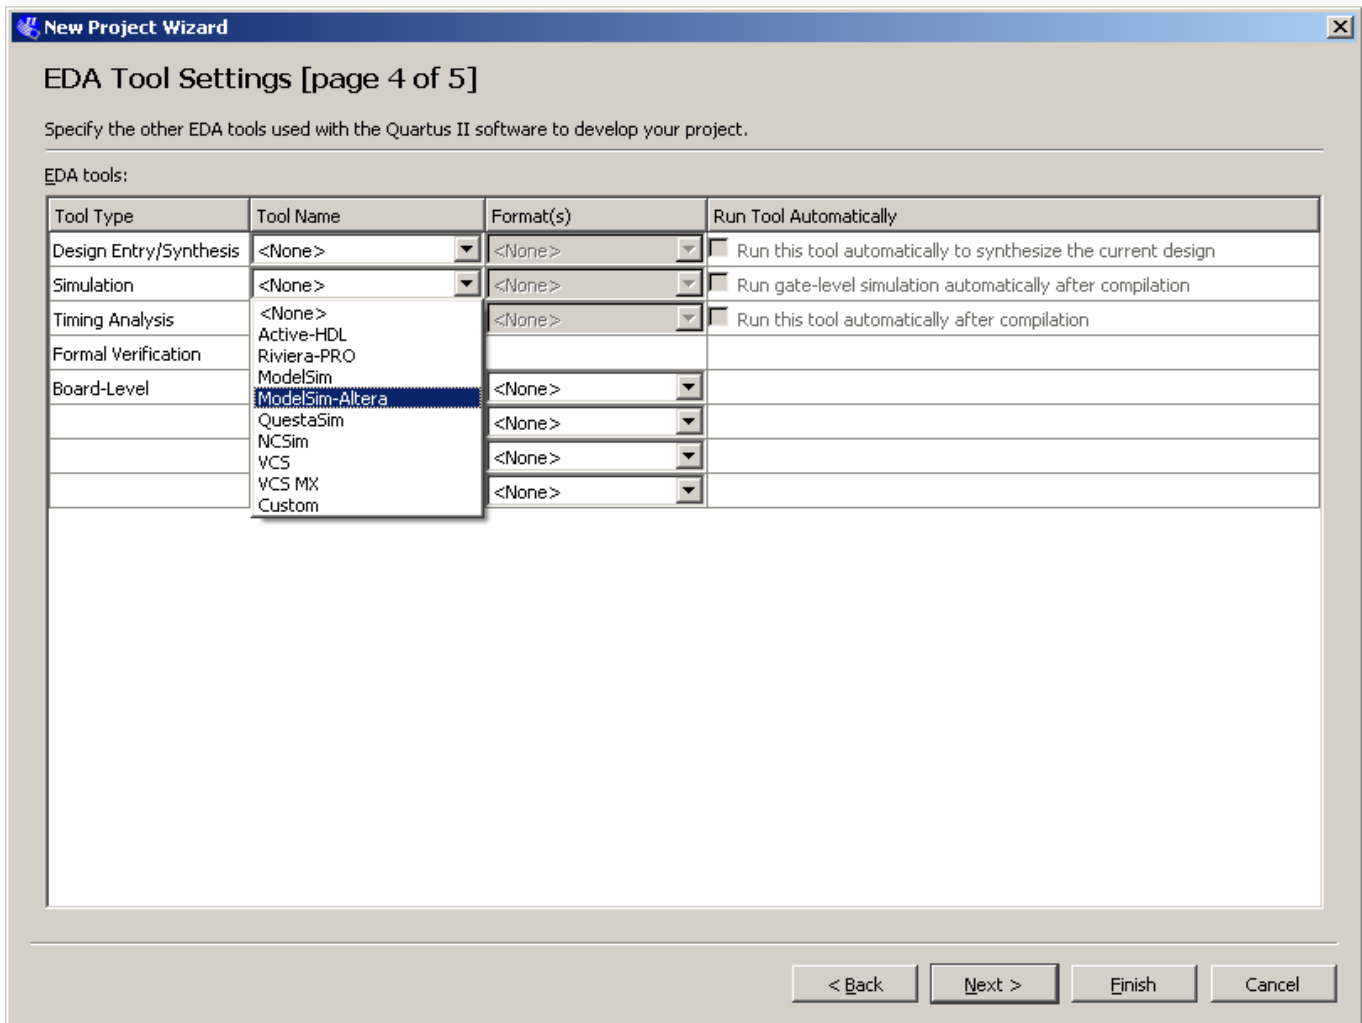 New Project Wizard
EDA Tool Settings [page 4 of 5]
Specify the other EDA tools used with the Quartus II software to develop your project.
EDA tools:
Tool Type Tool Name Format(s) Run Tool Automatically
Design Entry/Synthesis <None> <None> Run this tool automatically to synthesize the current design
Simulation <None> <None> Run gate-level simulation automatically after compilation
<None>
Timing Analysis <None> Run this tool automatically after compilation
Active-HDL
Formal Verification
Riviera-PRO
ModelSim
Board-Level <None>
ModelSim-Altera
QuestaSim <None>
NCSim
VCS <None>
VCS MX <None>
Custom
< Back Next > Finish Cancel